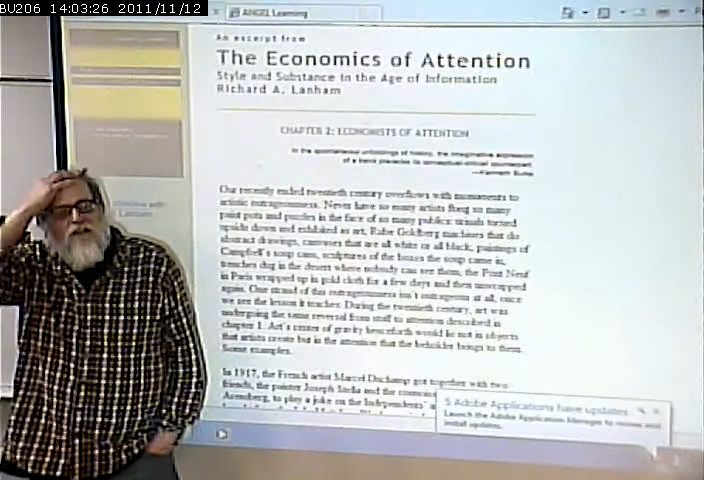 BU206 14:03:26 2011/11/12
ANGEL Learning
An excerpt from
The Economics of Attention
Style and Substance in the Age of Information
Richard A. Lanham
CHAPTER 2: ECONOMISTS OF ATTENTION
In the spontaneous unfoldings of history, the imaginative expression
of a trend precedes its conceptual-critical counterpart.
—Kenneth Burke
Our recently ended twentieth century overflows with monuments to
artistic outrageousness. Never have so many artists flung so many
paint pots and puzzles in the face of so many publics: urinals turned
upside down and exhibited as art, Rube Goldberg machines that do
abstract drawings, canvases that are all white or all black, paintings of
Campbell's soup cans, sculptures of the boxes the soup came in,
trenches dug in the desert where nobody can see them, the Pont Neuf
in Paris wrapped up in gold cloth for a few days and then unwrapped
again. One strand of this outrageousness isn't outrageous at all, once
we see the lesson it teaches: During the twentieth century, art was
undergoing the same reversal from stuff to attention described in
chapter 1. Art's center of gravity henceforth would lie not in objects
that artists create but in the attention that the beholder brings to them.
Some examples.
In 1917, the French artist Marcel Duchamp got together with two
friends, the painter Joseph Stella and the
Arensberg, to play a joke on the Independents'
5 Adobe Applications have updates
Launch the Adobe Application Manager to review and
install updates.